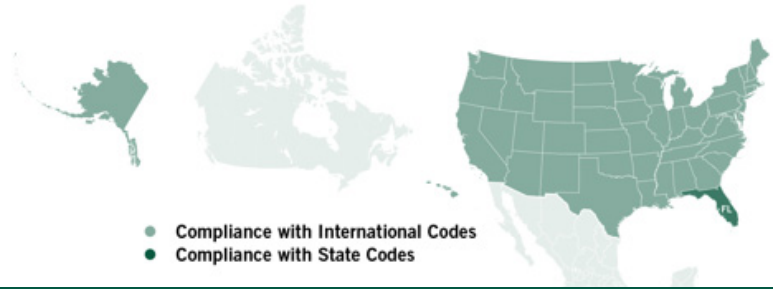 FL
Compliance with International Codes
Compliance with State Codes